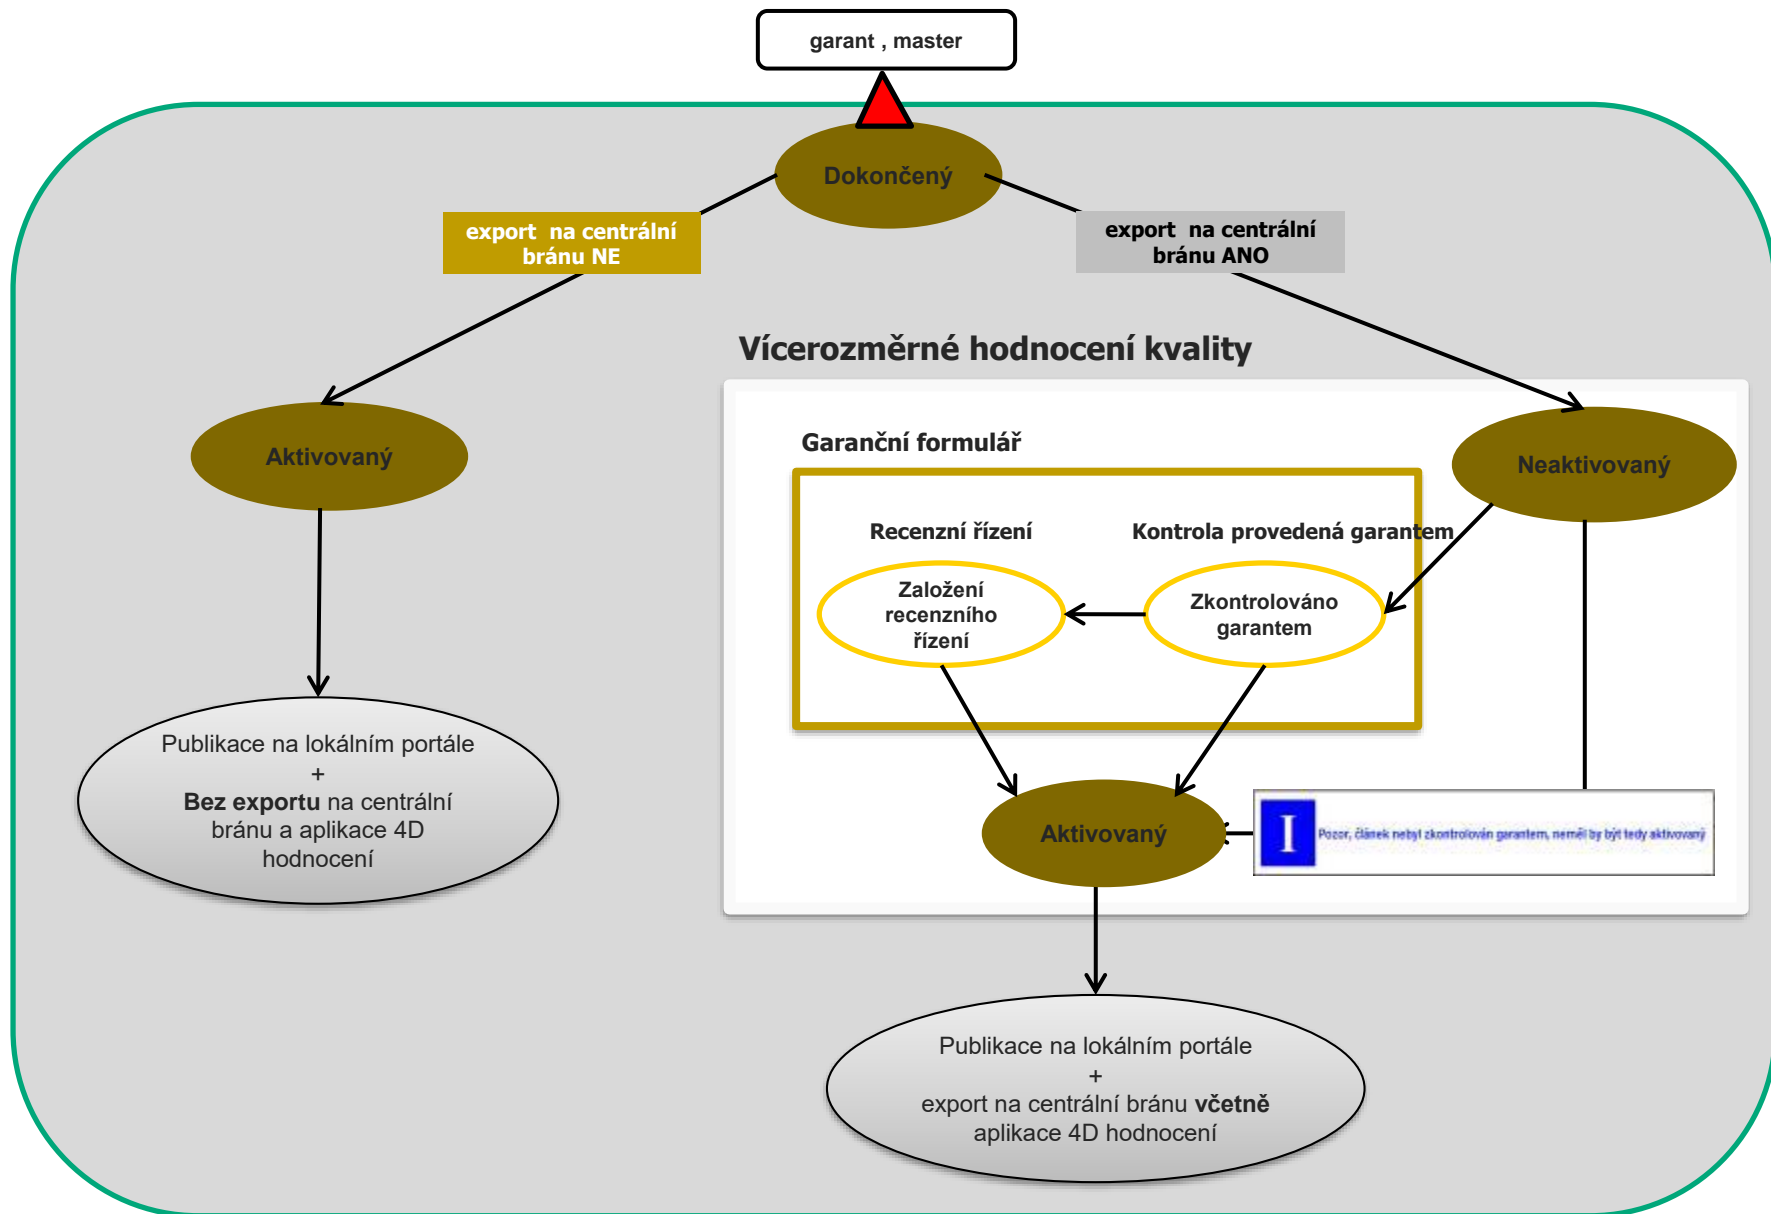 garant , master
Dokončený
export  na centrální
bránu NE
export  na centrální
bránu ANO
Vícerozměrné hodnocení kvality
Aktivovaný
Garanční formulář
Neaktivovaný
Recenzní řízení
Kontrola provedená garantem
Založení
recenzního
řízení
Zkontrolováno
garantem
Publikace na lokálním portále
+
Bez exportu na centrální
bránu a aplikace 4D
hodnocení
Aktivovaný
I
Pozor, článek nebyl zkontrolován garantem, neměl by být tedy aktivovaný
Publikace na lokálním portále
+
export na centrální bránu včetně
aplikace 4D hodnocení